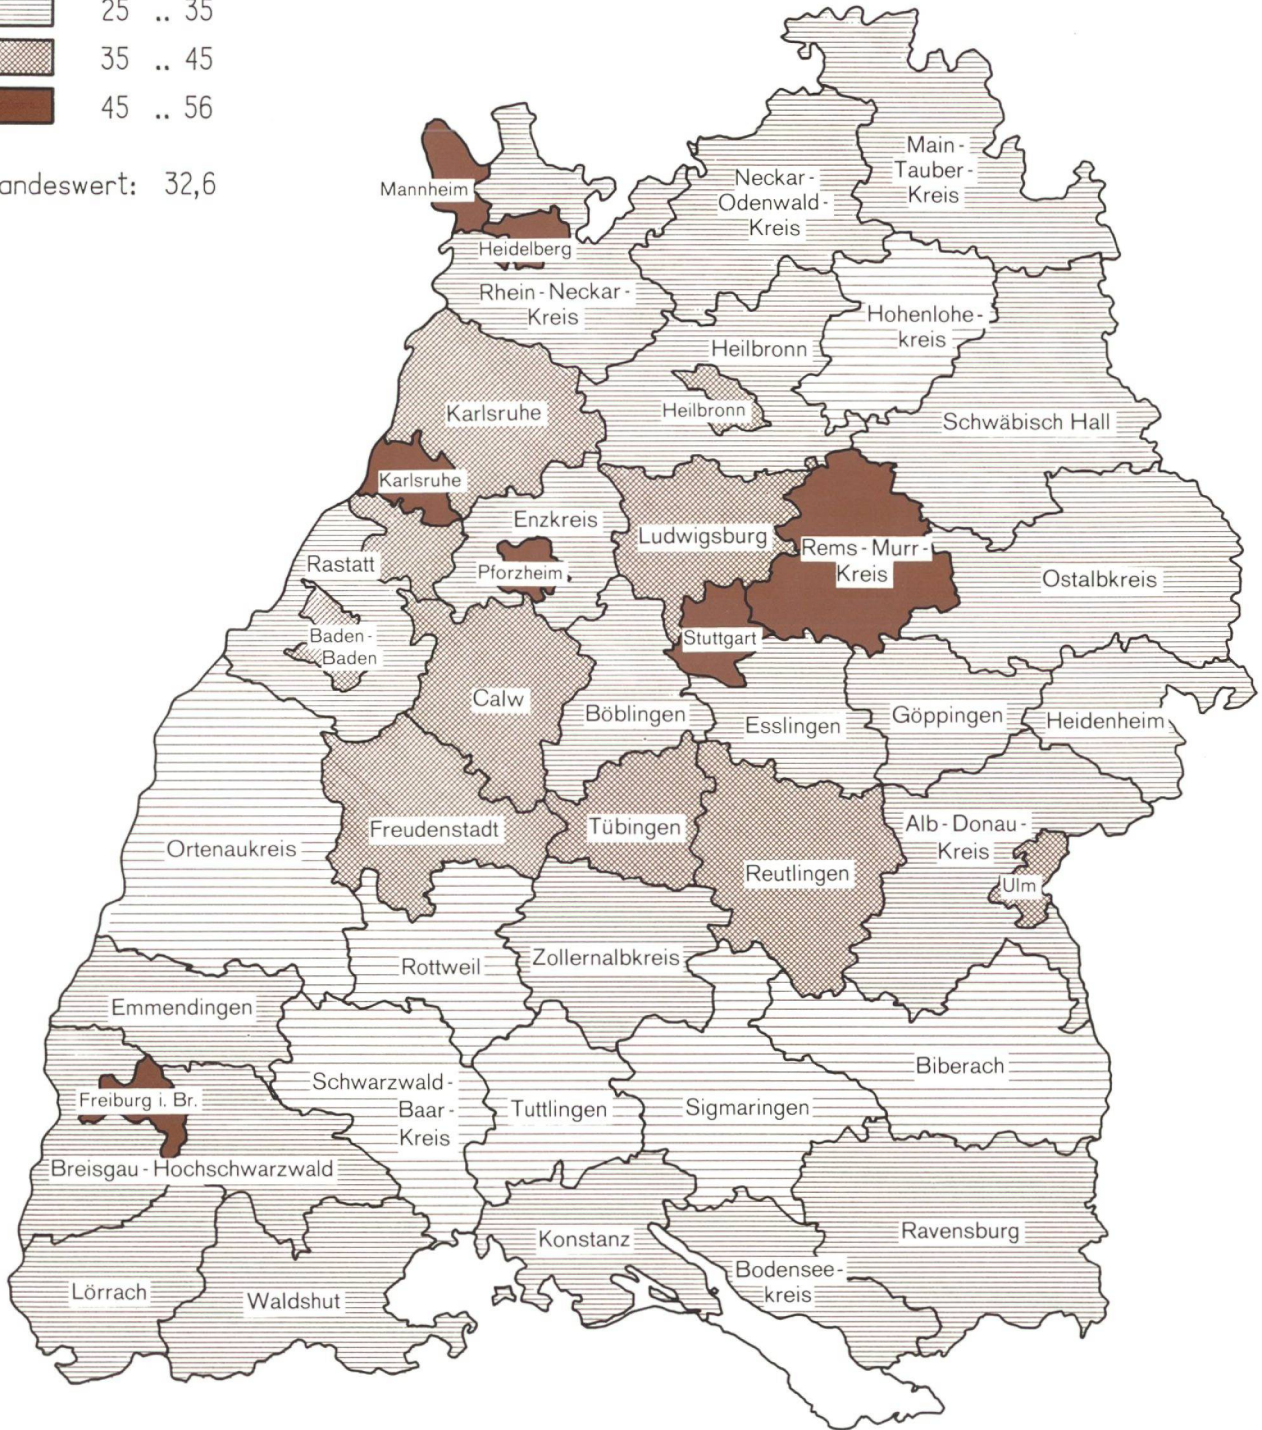 25 .. 35
35 .. 45
45 .. 56
andeswert: 32,6
Main-
Tauber-
Kreis
Neckar-
Odenwald-
Kreis
Mannheim
Heidelberg
Rhein-Neckar-
Kreis
Hohenlohe-
kreis
Heilbronn
Heilbronn
Karlsruhe
Schwäbisch Hall
Karlsruhe
Enzkreis
Ludwigsburg
Rems-Murr-
Kreis
Rastatt
Pforzheim
Ostalbkreis
Baden-
Baden
Stuttgart
Calw
Böblingen
Esslingen
Göppingen
Heidenheim
Freudenstadt
Tübingen
Alb-Donau-
Kreis
Ortenaukreis
Reutlingen
Ulm
Rottweil
Zollernalbkreis
Emmendingen
Biberach
Schwarzwald-
Baar-
Kreis
Freiburg i. Br.
Tuttlingen
Sigmaringen
Breisgau-Hochschwarzwald
Konstanz
Ravensburg
Bodensee-
kreis
Lörrach
Waldshut